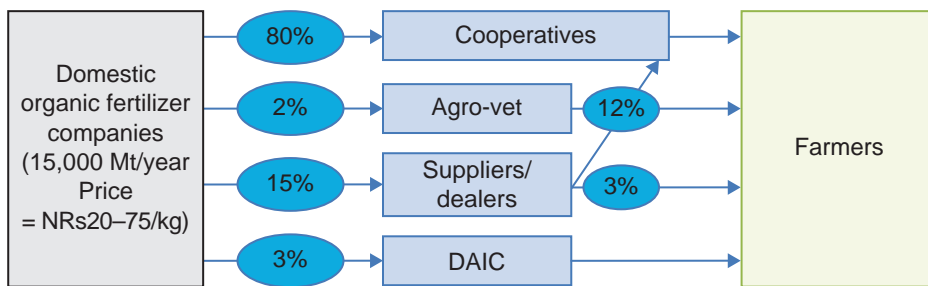 Domestic
organic fertilizer
companies
(15,000 Mt/year
Price
= NRs20–75/kg)
80%
Cooperatives
2%
Agro-vet
12%
15%
Suppliers/
dealers
3%
3%
DAIC
Farmers